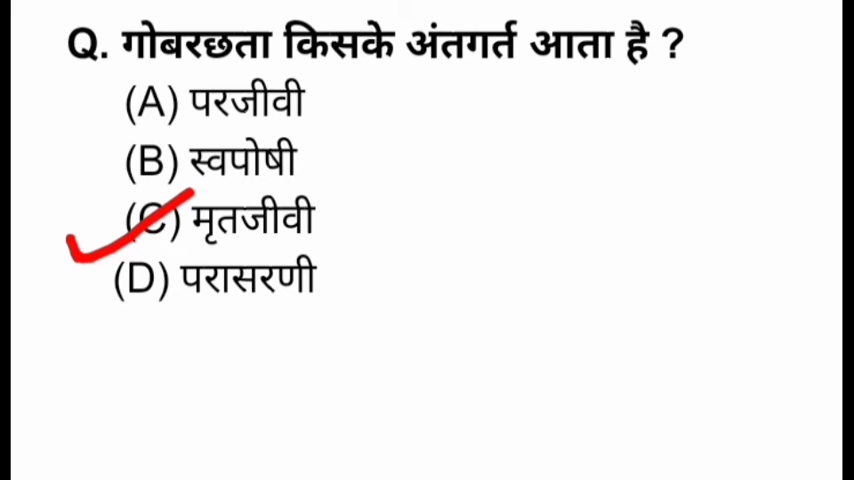 Q. गोबरछता किसके अंतगर्त आता है ?
(A) परजीवी
(B) स्वपोषी
(C) मृतजीवी
(D) परासरणी